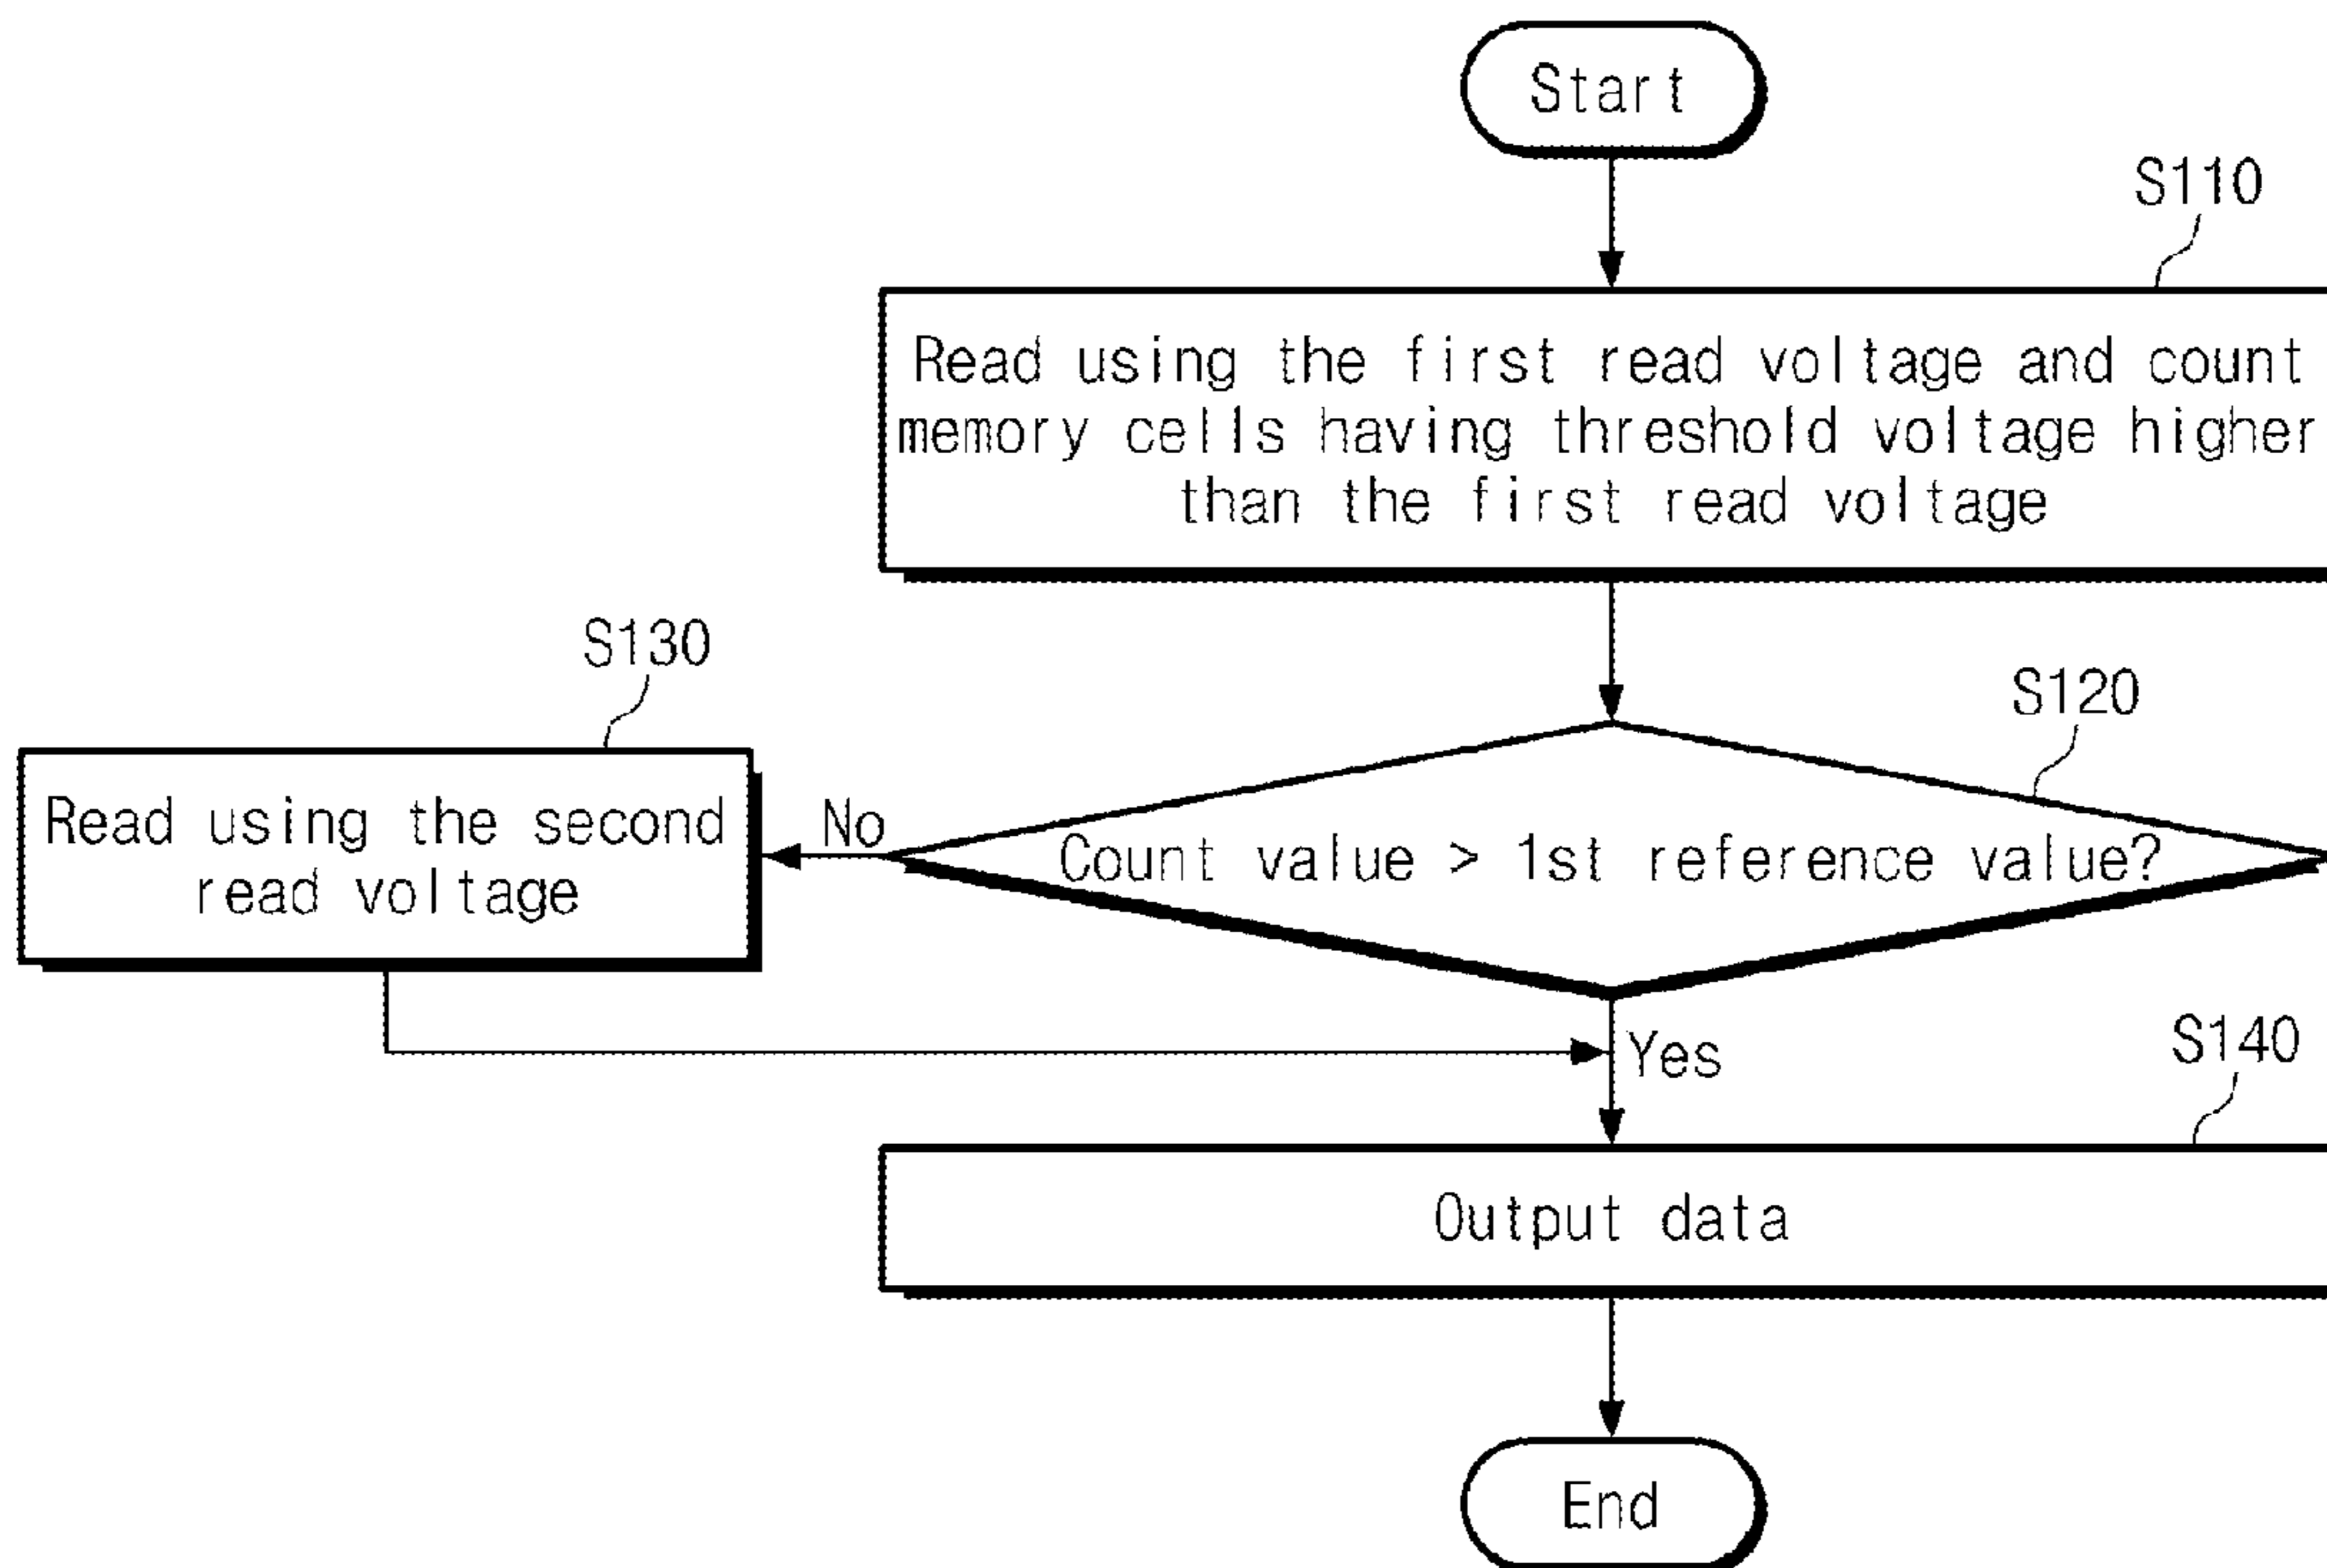 Start
S110
Read using the first read voltage and count
memory cells having threshold voltage higher
than the first read voltage
S130
S120
Read using the second
read voltage
No
Count value > 1st reference value?
Yes
S140
Output data
End